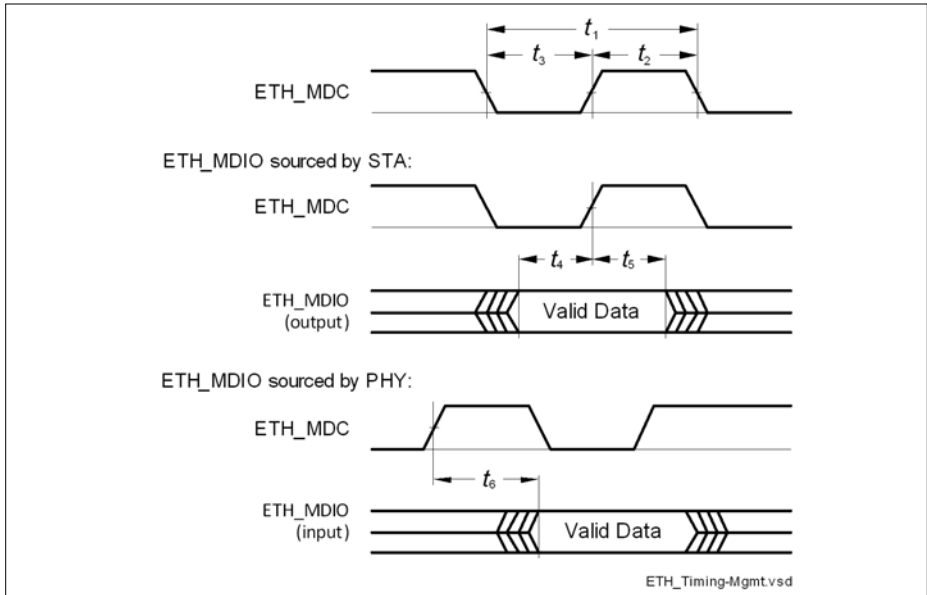 t1
t3 t2
ETH_MDC
ETH_MDIO sourced by STA:
ETH_MDC
t4 t5
ETH_MDIO
(output)
Valid Data
ETH_MDIO sourced by PHY:
ETH_MDC
t6
ETH_MDIO
(input)
Valid Data
ETH_Timing-Mgmt.vsd